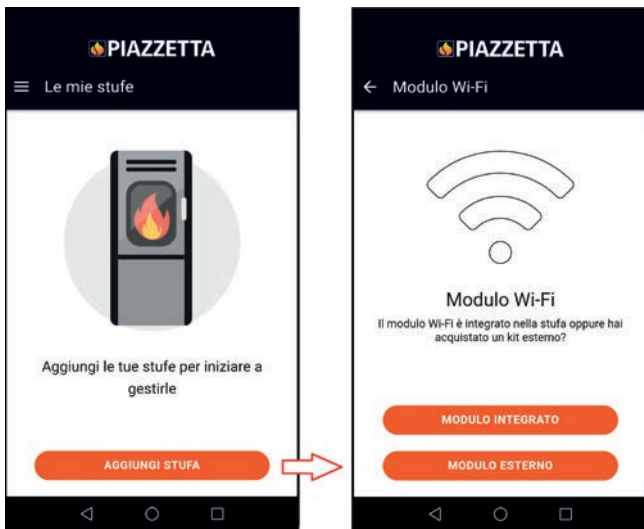 PIAZZETTA
Le mie stufe
Aggiungi le tue stufe per iniziare a
gestirle
AGGIUNGI STUFA
PIAZZETTA
Modulo Wi-Fi
Modulo Wi-Fi
Il modulo Wi-Fi è integrato nella stufa oppure hai
acquistato un kit esterno?
MODULO INTEGRATO
MODULO ESTERNO